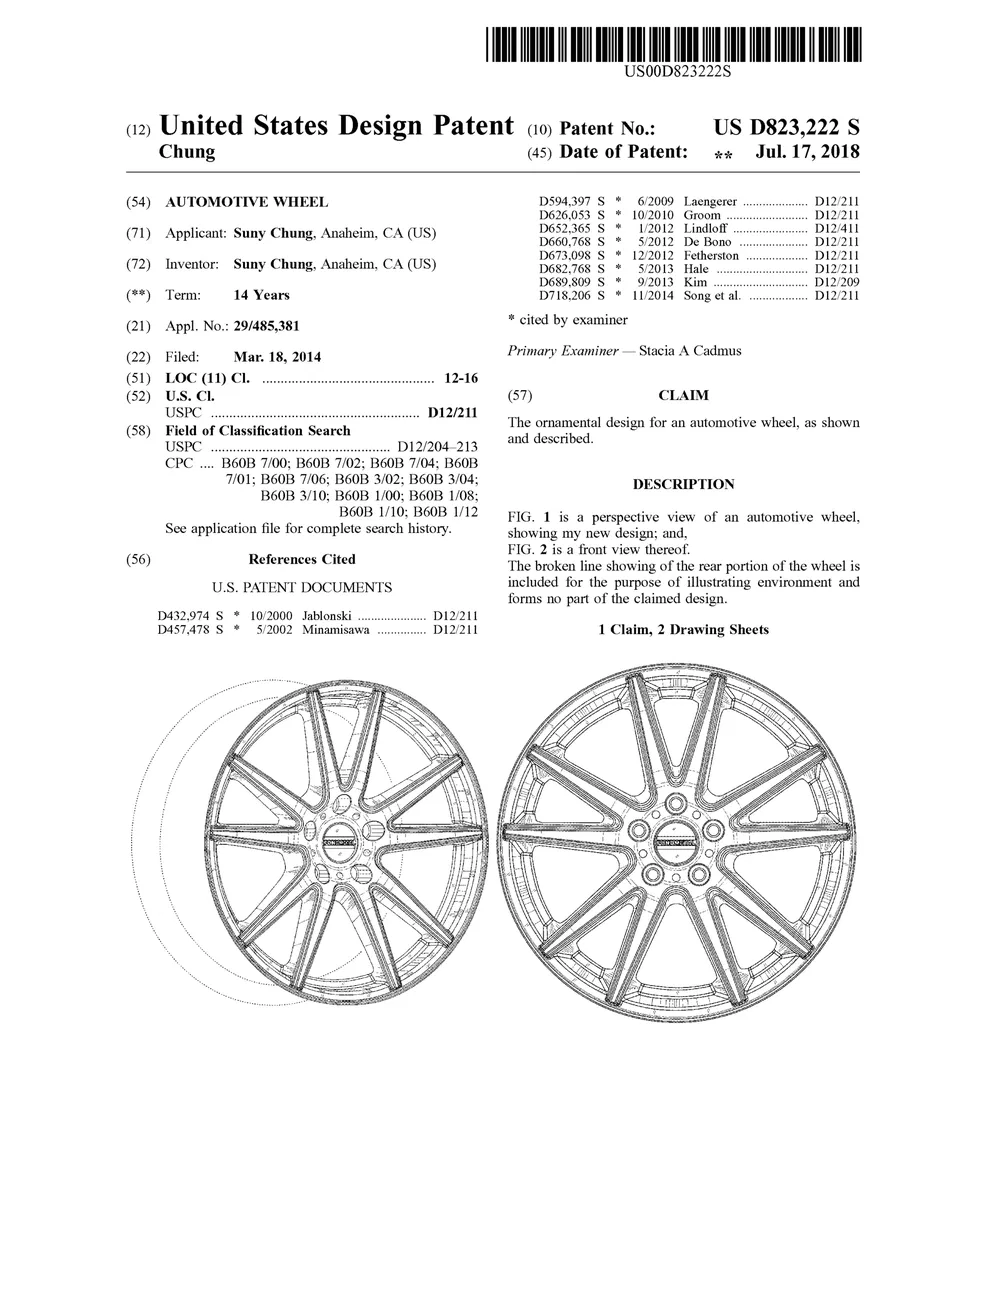 US00D823222S
(12) United States Design Patent
Chung
(10) Patent No.: US D823,222 S
(45) Date of Patent: ** Jul. 17, 2018
(54) AUTOMOTIVE WHEEL
(71) Applicant: Suny Chung, Anaheim, CA (US)
(72) Inventor: Suny Chung, Anaheim, CA (US)
(**) Term: 14 Years
(21) Appl. No.: 29/485,381
(22) Filed: Mar. 18, 2014
(51) LOC (11) Cl. ............................................... 12-16
(52) U.S. Cl.
USPC ......................................................... D12/211
(58) Field of Classification Search
USPC ................................................. D12/204–213
CPC .... B60B 7/00; B60B 7/02; B60B 7/04; B60B
7/01; B60B 7/06; B60B 3/02; B60B 3/04;
B60B 3/10; B60B 1/00; B60B 1/08;
B60B 1/10; B60B 1/12
See application file for complete search history.
(56) References Cited
U.S. PATENT DOCUMENTS
D432,974 S * 10/2000 Jablonski ..................... D12/211
D457,478 S * 5/2002 Minamisawa ............... D12/211
D594,397 S * 6/2009 Laengerer .................... D12/211
D626,053 S * 10/2010 Groom ......................... D12/211
D652,365 S * 1/2012 Lindloff ....................... D12/411
D660,768 S * 5/2012 De Bono ..................... D12/211
D673,098 S * 12/2012 Fetherston ................... D12/211
D682,768 S * 5/2013 Hale ............................ D12/211
D689,809 S * 9/2013 Kim ............................. D12/209
D718,206 S * 11/2014 Song et al. .................. D12/211
* cited by examiner
Primary Examiner — Stacia A Cadmus
(57) CLAIM
The ornamental design for an automotive wheel, as shown
and described.
DESCRIPTION
FIG. 1 is a perspective view of an automotive wheel,
showing my new design; and,
FIG. 2 is a front view thereof.
The broken line showing of the rear portion of the wheel is
included for the purpose of illustrating environment and
forms no part of the claimed design.
1 Claim, 2 Drawing Sheets